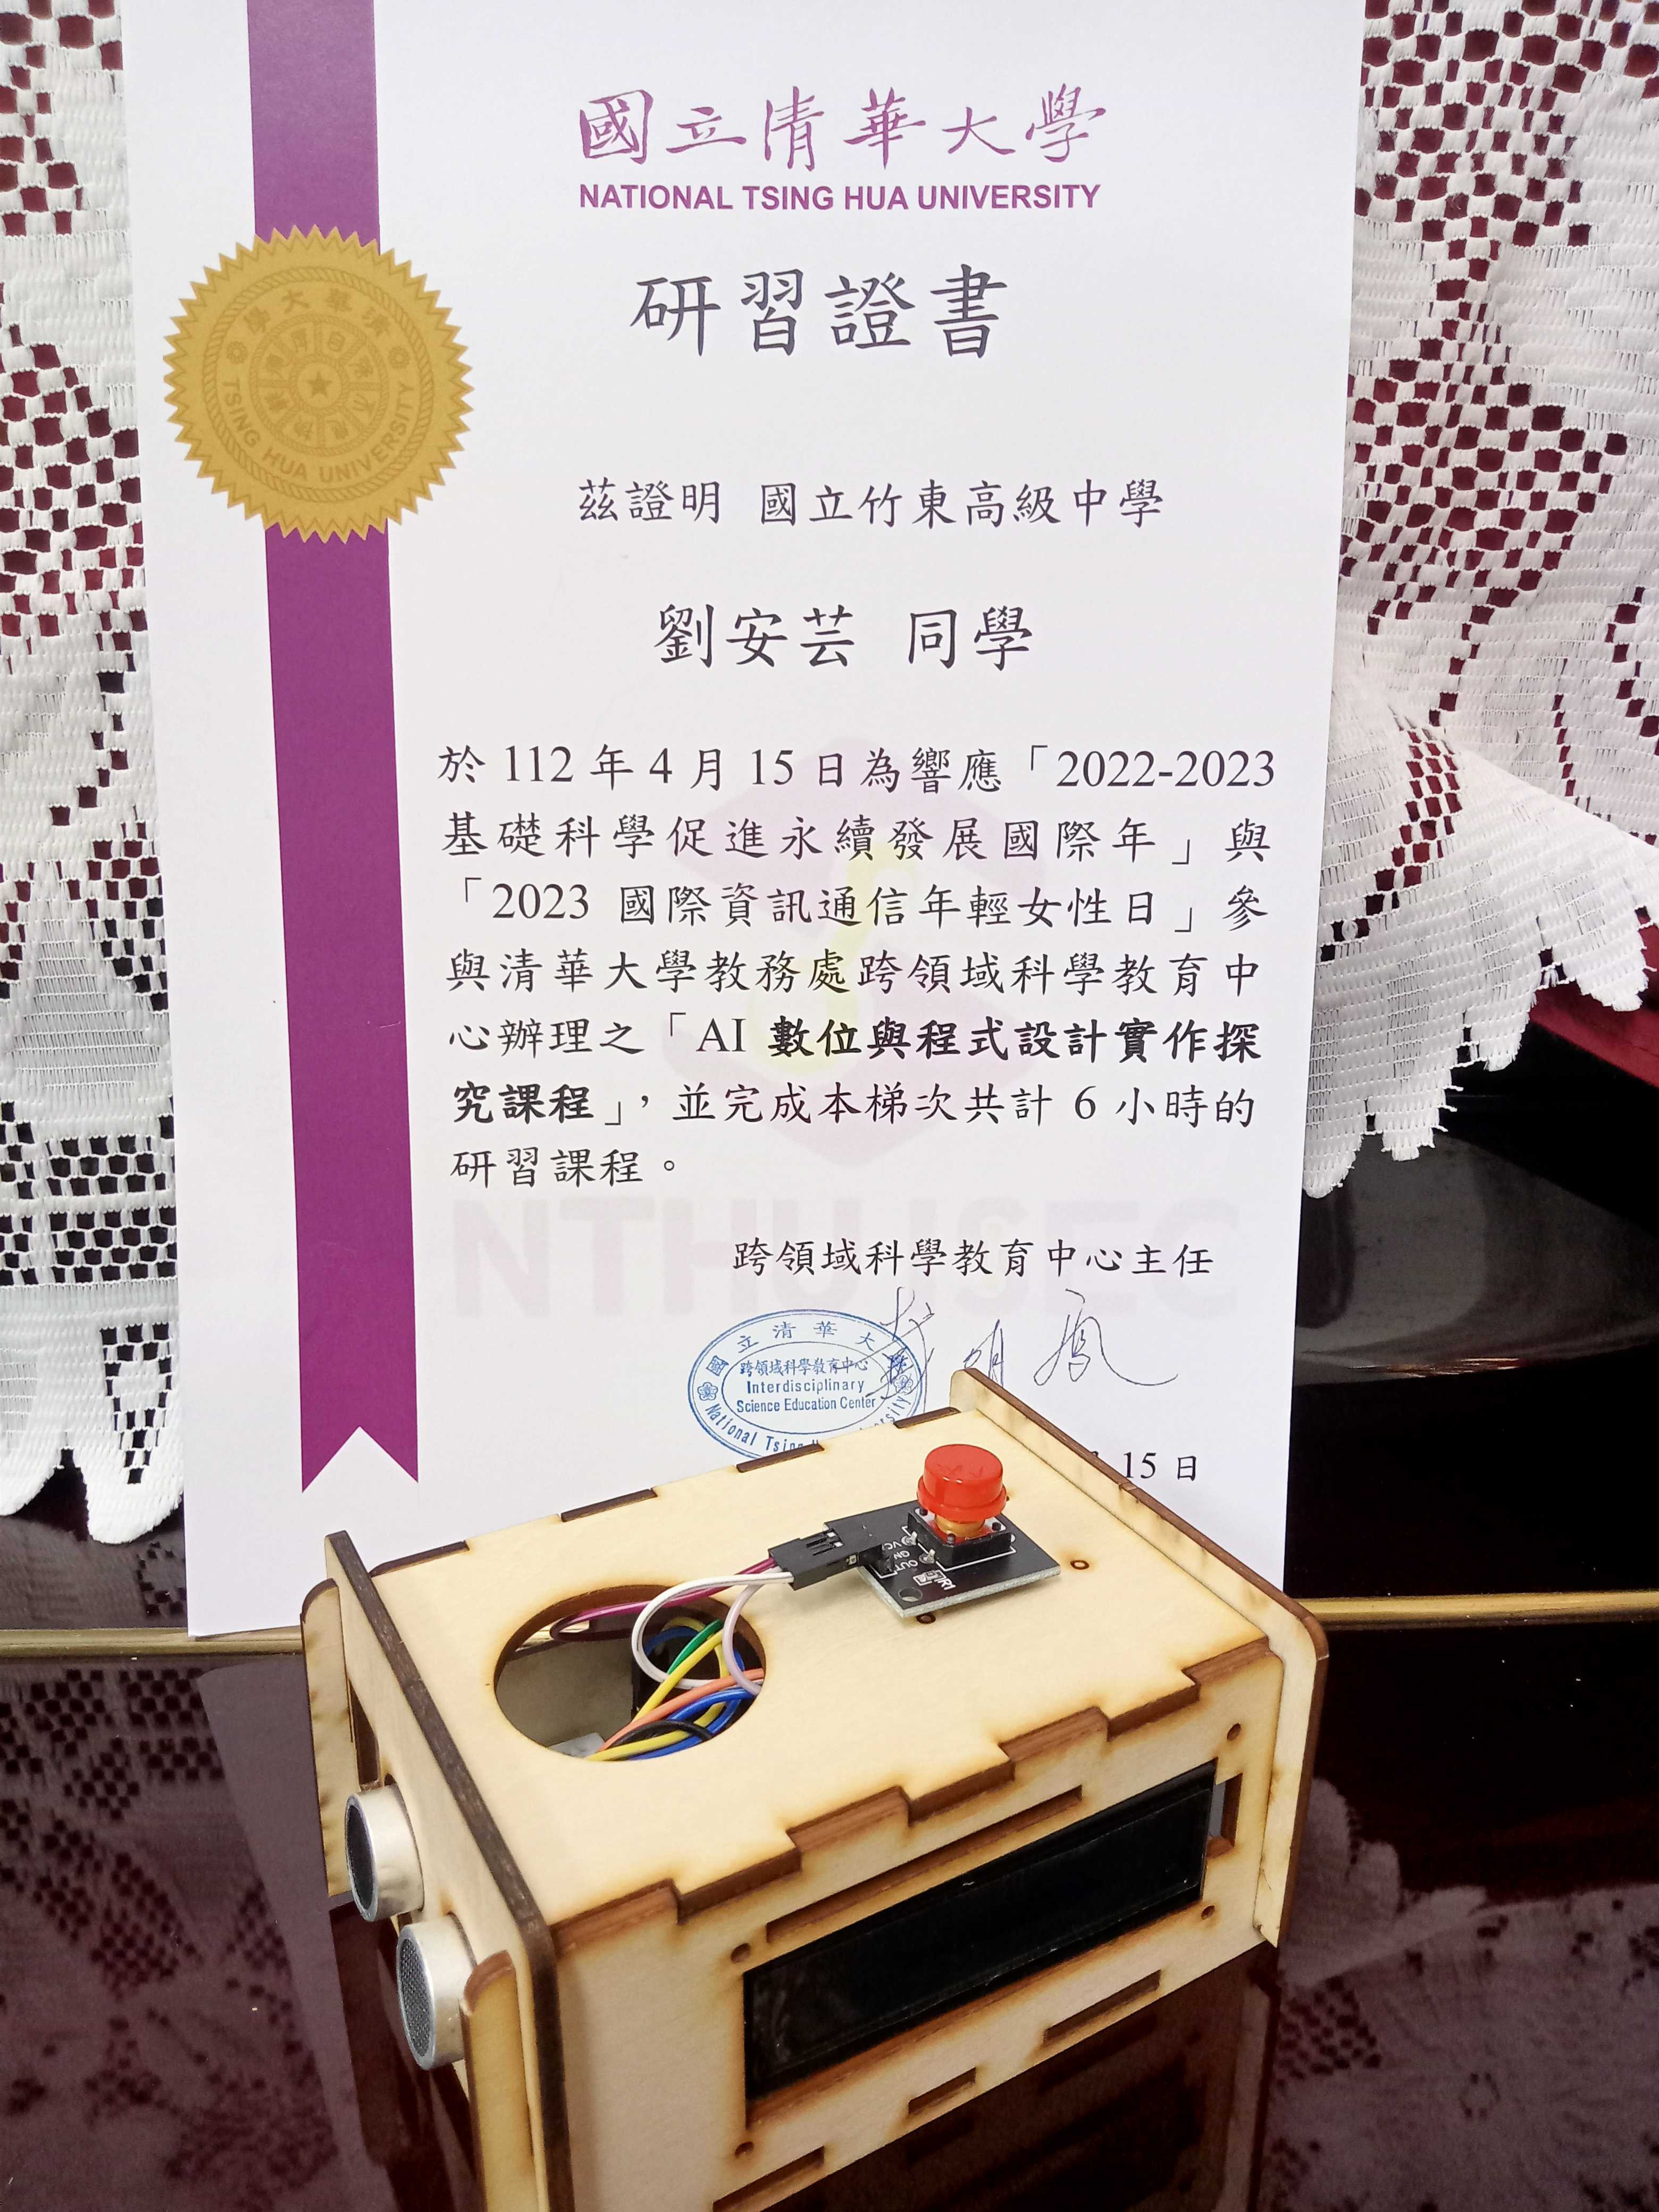 國立清華大學
NATIONAL TSING HUA UNIVERSITY
研習證書
清華大學
TSING HUA UNIVERSITY
茲證明 國立竹東高級中學
劉安芸 同學
於 112 年 4 月 15 日為響應「2022-2023
基礎科學促進永續發展國際年」與
「2023 國際資訊通信年輕女性日」參
與清華大學教務處跨領域科學教育中
心辦理之「AI 數位與程式設計實作探
究課程」,並完成本梯次共計 6 小時的
研習課程。
NTHU ISEC
跨領域科學教育中心主任
國立清華大
跨領域科學教育中心
Interdisciplinary
Science Education Center
National
15 日
VCC
GND
OUT
R1